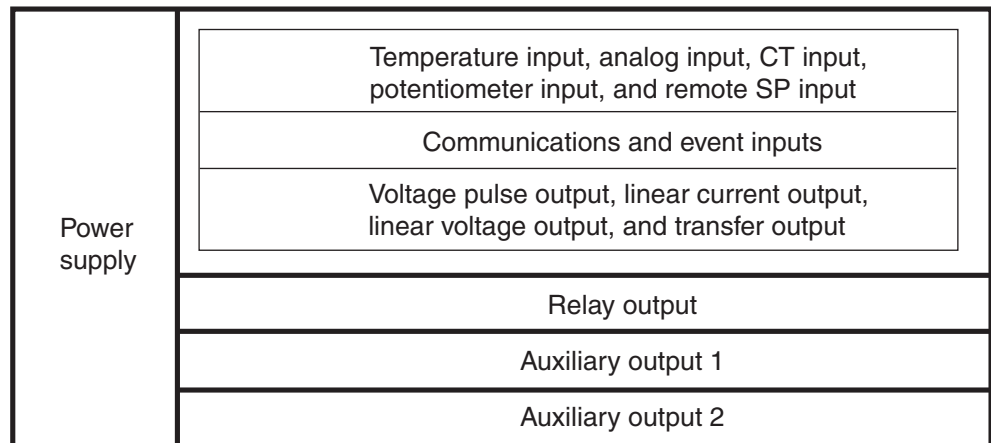 Power
supply
Temperature input, analog input, CT input,
potentiometer input, and remote SP input
Communications and event inputs
Voltage pulse output, linear current output,
linear voltage output, and transfer output
Relay output
Auxiliary output 1
Auxiliary output 2